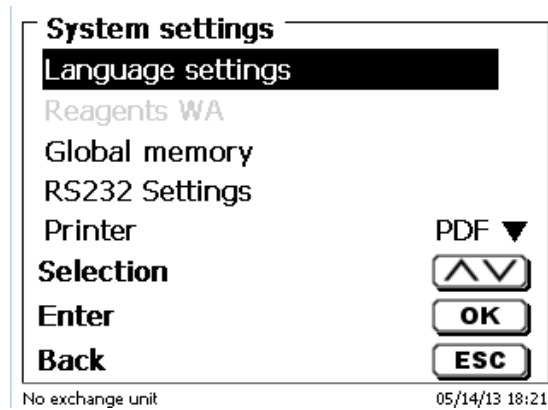 System settings
Language settings
Reagents WA
Global memory
RS232 Settings
Printer PDF ▼
Selection
Enter OK
Back ESC
No exchange unit 05/14/13 18:21